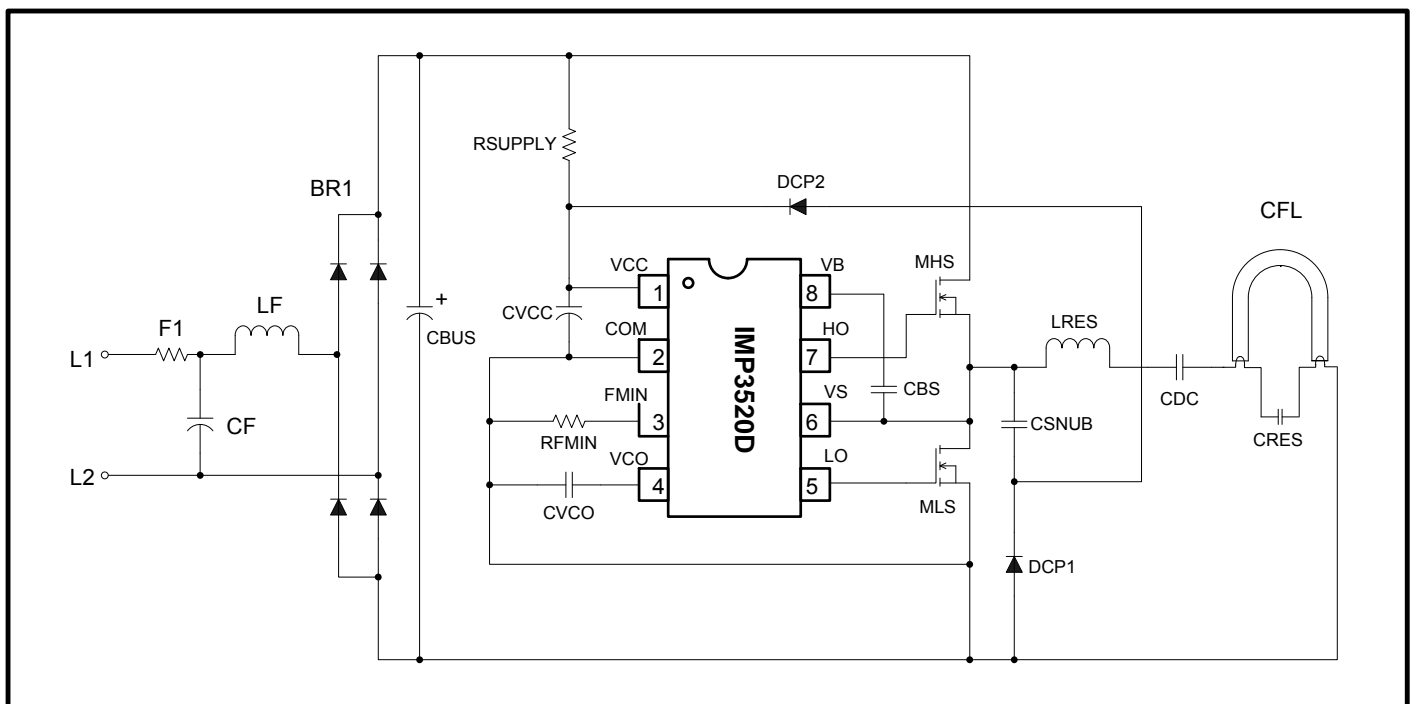 RSUPPLY
DCP2
BR1
CFL
VCC
VB
MHS
1
8
LF
+
CVCC
LRES
F1
CBUS
COM
HO
L1
2
IMP3520D
7
CBS
CDC
FMIN
VS
CF
3
6
CSNUB
CRES
RFMIN
L2
VCO
LO
4
5
CVCO
MLS
DCP1